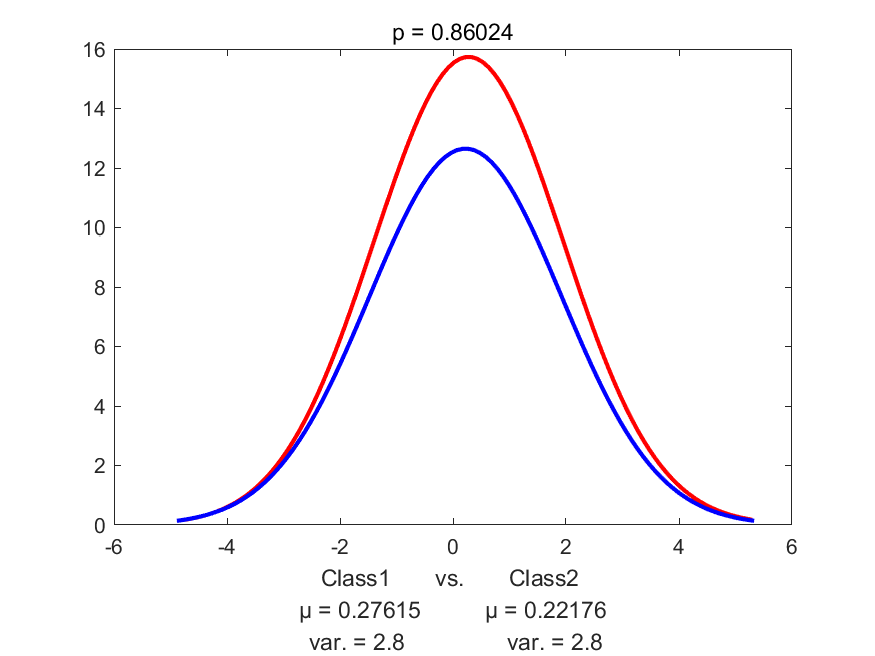 p = 0.86024
16
14
12
10
8
6
4
2
0
-6 -4 -2 0 2 4 6
Class1 vs. Class2
μ = 0.27615 μ = 0.22176
var. = 2.8 var. = 2.8